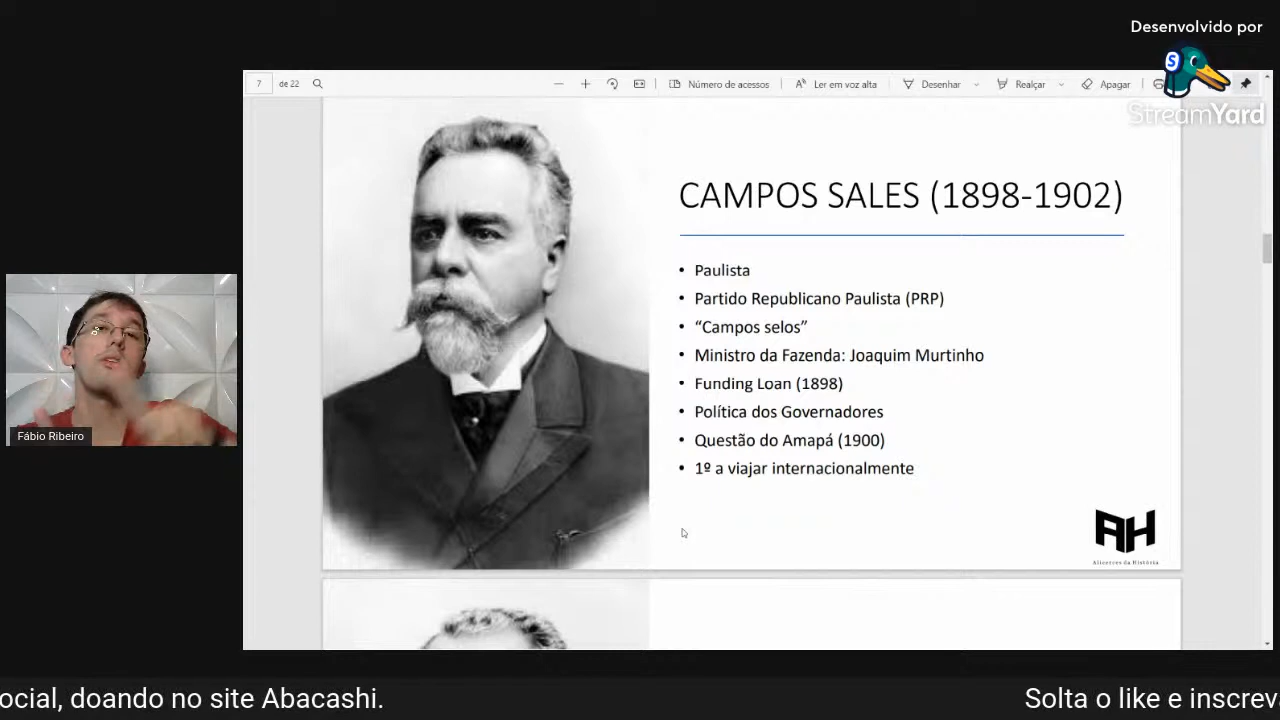 Desenvolvido por
StreamYard
7 de 22
Número de acessos
Ler em voz alta
Desenhar
Realçar
Apagar
CAMPOS SALES (1898-1902)
• Paulista
• Partido Republicano Paulista (PRP)
• “Campos selos”
• Ministro da Fazenda: Joaquim Murtinho
• Funding Loan (1898)
• Política dos Governadores
• Questão do Amapá (1900)
• 1º a viajar internacionalmente
AH
Alicerces da História
Fábio Ribeiro
ocial, doando no site Abacashi.
Solta o like e inscrev